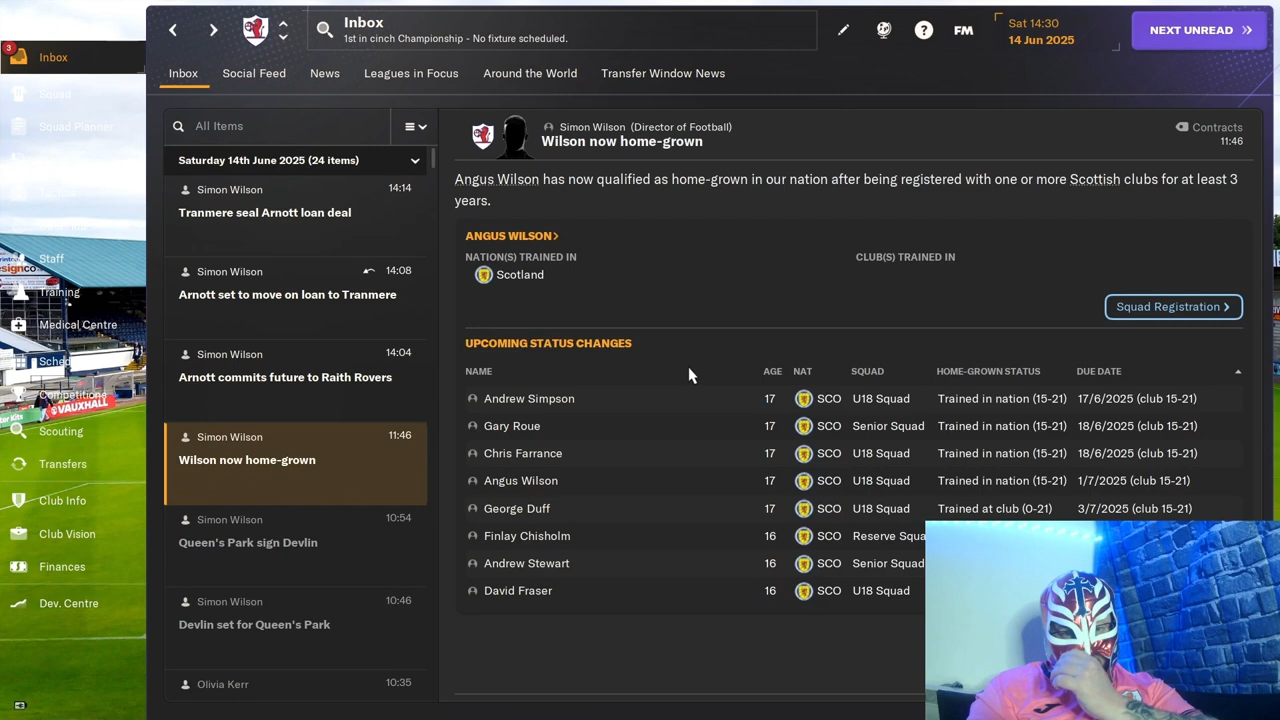 Inbox
1st in cinch Championship - No fixture scheduled.
FM
Sat 14:30
14 Jun 2025
NEXT UNREAD
3
Inbox
Squad
Squad Planner
Staff
Training
Medical Centre
Sched
Competitions
Scouting
Transfers
Club Info
Club Vision
Finances
Dev. Centre
VAUXHALL
Inbox
Social Feed
News
Leagues in Focus
Around the World
Transfer Window News
All Items
Saturday 14th June 2025 (24 items)
Simon Wilson 14:14
Tranmere seal Arnott loan deal
Simon Wilson 14:08
Arnott set to move on loan to Tranmere
Simon Wilson 14:04
Arnott commits future to Raith Rovers
Simon Wilson 11:46
Wilson now home-grown
Simon Wilson 10:54
Queen's Park sign Devlin
Simon Wilson 10:46
Devlin set for Queen's Park
Olivia Kerr 10:35
Simon Wilson (Director of Football)
Wilson now home-grown
Contracts
11:46
Angus Wilson has now qualified as home-grown in our nation after being registered with one or more Scottish clubs for at least 3
years.
ANGUS WILSON >
NATION(S) TRAINED IN CLUB(S) TRAINED IN
Scotland
Squad Registration >
UPCOMING STATUS CHANGES
NAME AGE NAT SQUAD HOME-GROWN STATUS DUE DATE
Andrew Simpson 17 SCO U18 Squad Trained in nation (15-21) 17/6/2025 (club 15-21)
Gary Roue 17 SCO Senior Squad Trained in nation (15-21) 18/6/2025 (club 15-21)
Chris Farrance 17 SCO U18 Squad Trained in nation (15-21) 18/6/2025 (club 15-21)
Angus Wilson 17 SCO U18 Squad Trained in nation (15-21) 1/7/2025 (club 15-21)
George Duff 17 SCO U18 Squad Trained at club (0-21) 3/7/2025 (club 15-21)
Finlay Chisholm 16 SCO Reserve Squa
Andrew Stewart 16 SCO Senior Squad
David Fraser 16 SCO U18 Squad